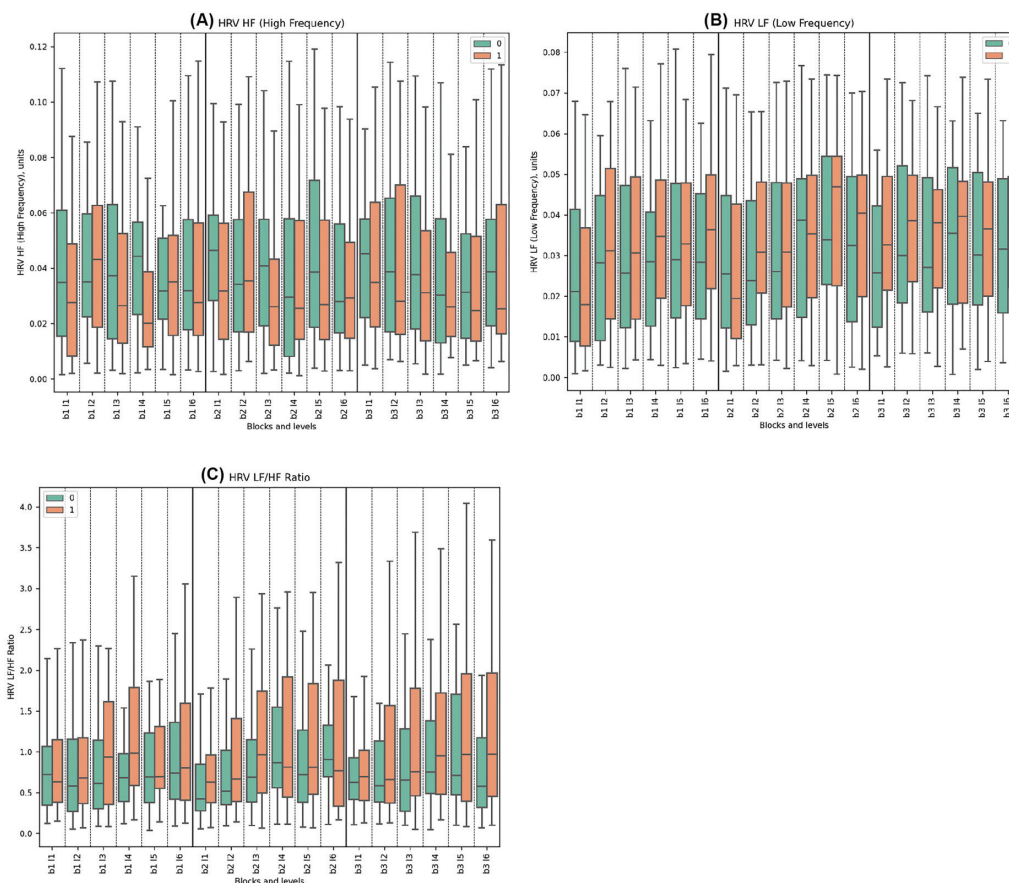 (A) HRV HF (High Frequency)
0
1
HRV HF (High Frequency), units
0.12
0.10
0.08
0.06
0.04
0.02
0.00
b1 l1 b1 l2 b1 l3 b1 l4 b1 l5 b1 l6 b2 l1 b2 l2 b2 l3 b2 l4 b2 l5 b2 l6 b3 l1 b3 l2 b3 l3 b3 l4 b3 l5 b3 l6
Blocks and levels
(B) HRV LF (Low Frequency)
HRV LF (Low Frequency), units
0.08
0.07
0.06
0.05
0.04
0.03
0.02
0.01
0.00
b1 l1 b1 l2 b1 l3 b1 l4 b1 l5 b1 l6 b2 l1 b2 l2 b2 l3 b2 l4 b2 l5 b2 l6 b3 l1 b3 l2 b3 l3 b3 l4 b3 l5 b3 l6
Blocks and levels
(C) HRV LF/HF Ratio
0
1
HRV LF/HF Ratio
4.0
3.5
3.0
2.5
2.0
1.5
1.0
0.5
0.0
b1 l1 b1 l2 b1 l3 b1 l4 b1 l5 b1 l6 b2 l1 b2 l2 b2 l3 b2 l4 b2 l5 b2 l6 b3 l1 b3 l2 b3 l3 b3 l4 b3 l5 b3 l6
Blocks and levels